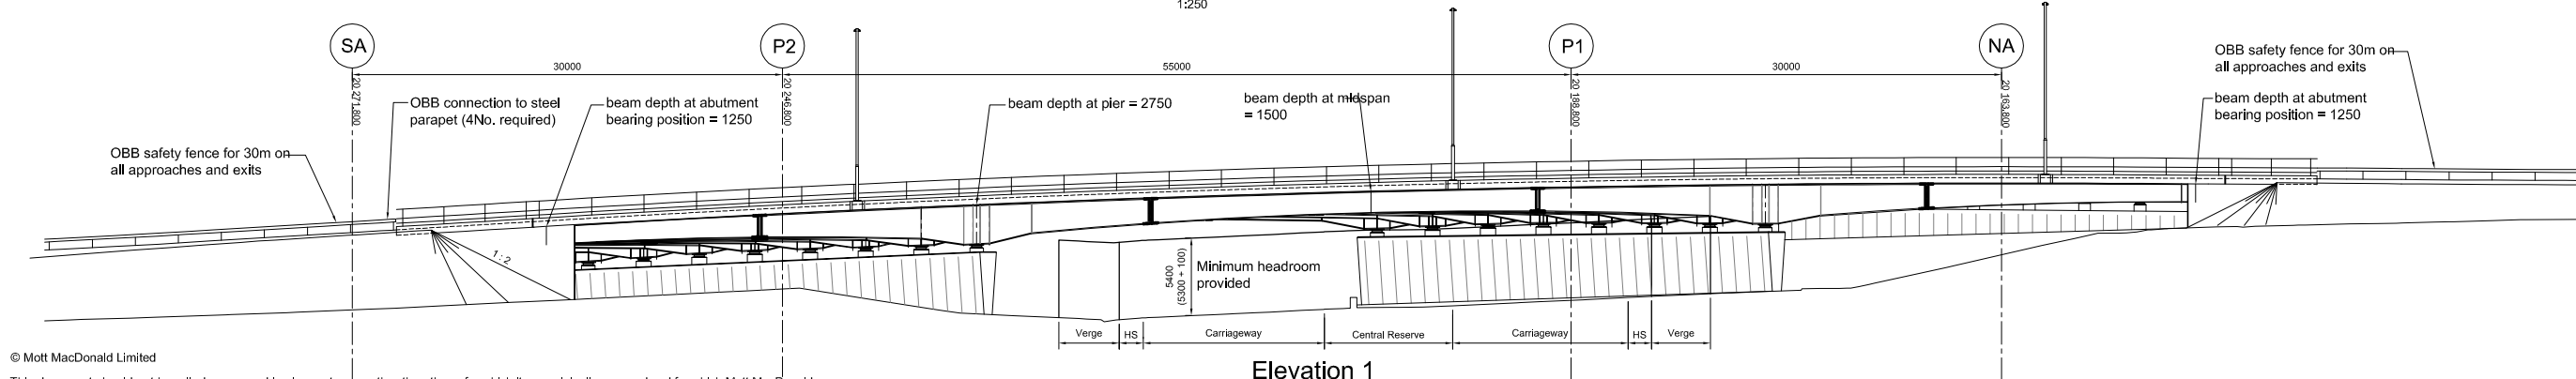 1:250
SA
P2
P1
NA
30000
55000
30000
20 271.800
20 246.800
20 188.800
20 163.800
OBB safety fence for 30m on
all approaches and exits
OBB connection to steel
parapet (4No. required)
beam depth at abutment
bearing position = 1250
beam depth at pier = 2750
beam depth at midspan
= 1500
OBB safety fence for 30m on
all approaches and exits
beam depth at abutment
bearing position = 1250
1 : 2
5400
(5300 + 100)
Minimum headroom
provided
Verge
HS
Carriageway
Central Reserve
Carriageway
HS
Verge
© Mott MacDonald Limited
Elevation 1